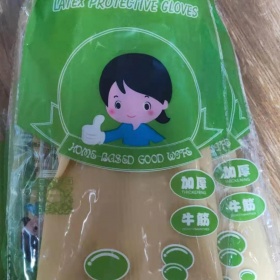 LATEX PROTECTIVE GLOVES
HOME-BASED GOOD WIFE
加厚
加厚
牛筋
牛筋